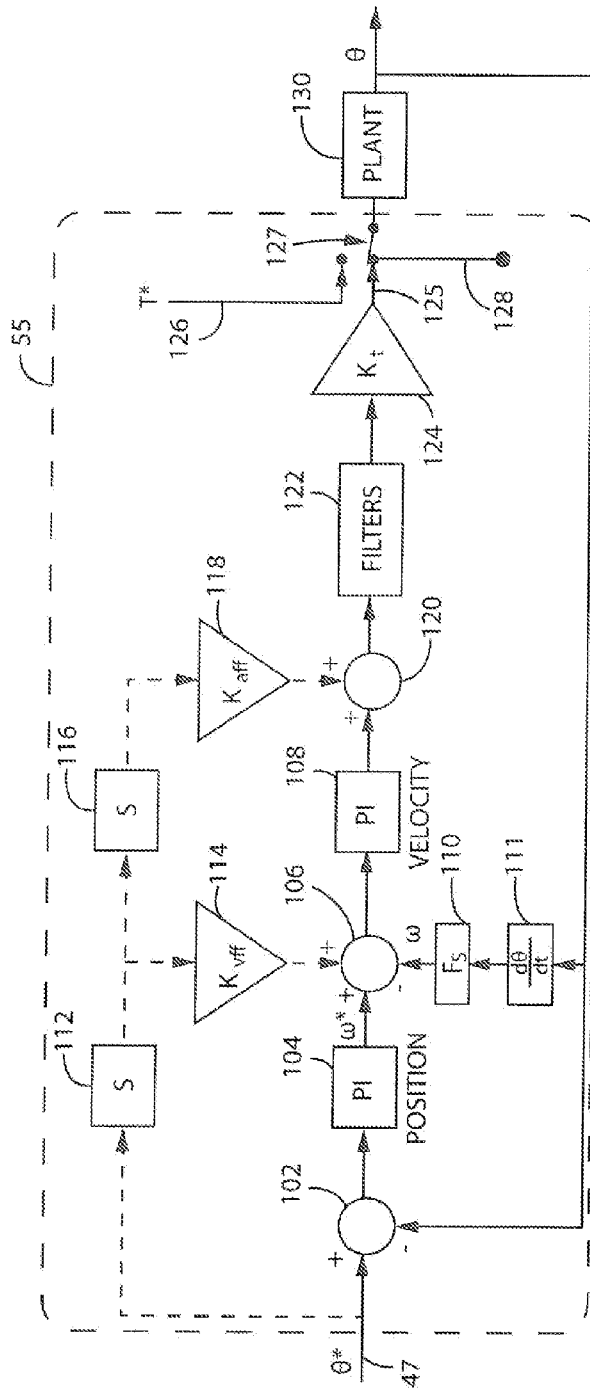 55
112
S
116
S
114
K_vff
118
K_aff
T*
126
127
θ*
47
+
-
102
104
PI
POSITION
ω*
+
+
-
106
ω
108
PI
VELOCITY
+
+
120
122
FILTERS
K_t
124
125
128
130
PLANT
θ
110
F_S
111
dθ
dt